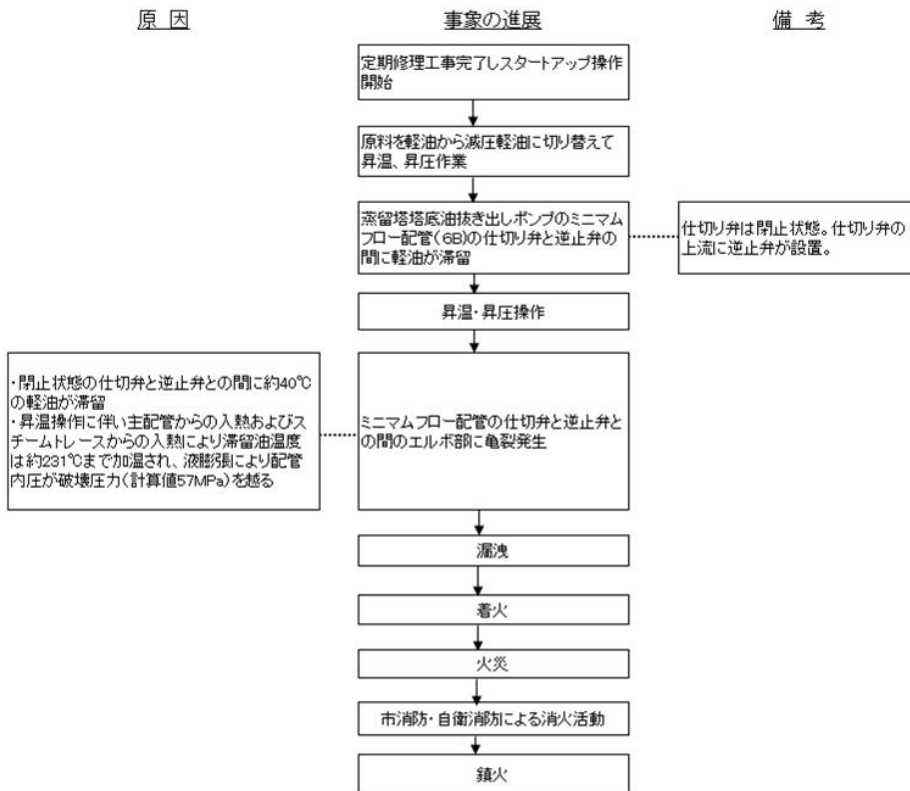 原 因
事象の進展
備 考
定期修理工事完了しスタートアップ操作
開始
原料を軽油から減圧軽油に切り替えて
昇温、昇圧作業
蒸留塔塔底油抜き出しポンプのミニマム
フロー配管(6B)の仕切り弁と逆止弁の
間に軽油が滞留
仕切り弁は閉止状態。仕切り弁の
上流に逆止弁が設置。
昇温・昇圧操作
・閉止状態の仕切弁と逆止弁との間に約40℃
の軽油が滞留
・昇温操作に伴い主配管からの入熱およびス
チームトレースからの入熱により滞留油温度
は約231℃まで加温され、液膨張により配管
内圧が破壊圧力(計算値57MPa)を越る
ミニマムフロー配管の仕切弁と逆止弁と
の間のエルボ部に亀裂発生
漏洩
着火
火災
市消防・自衛消防による消火活動
鎮火